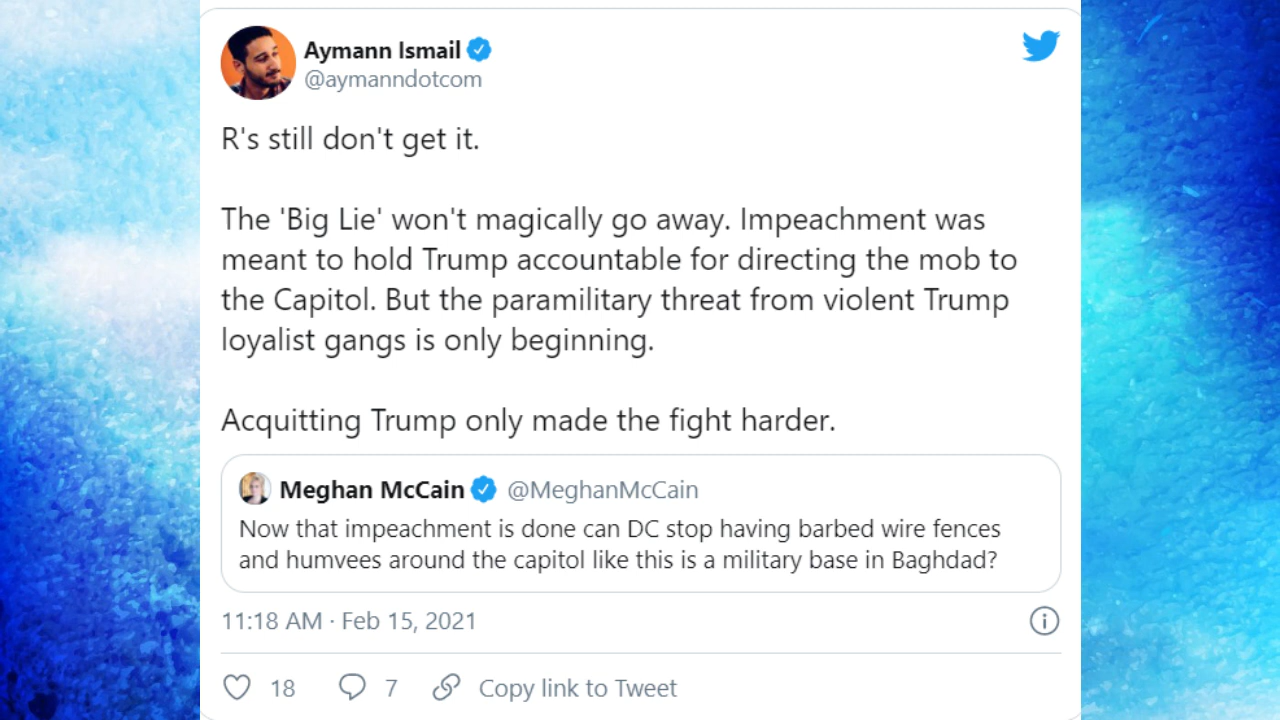 Aymann Ismail
@aymanndotcom
R's still don't get it.
The 'Big Lie' won't magically go away. Impeachment was
meant to hold Trump accountable for directing the mob to
the Capitol. But the paramilitary threat from violent Trump
loyalist gangs is only beginning.
Acquitting Trump only made the fight harder.
Meghan McCain @MeghanMcCain
Now that impeachment is done can DC stop having barbed wire fences
and humvees around the capitol like this is a military base in Baghdad?
11:18 AM · Feb 15, 2021
18 7 Copy link to Tweet